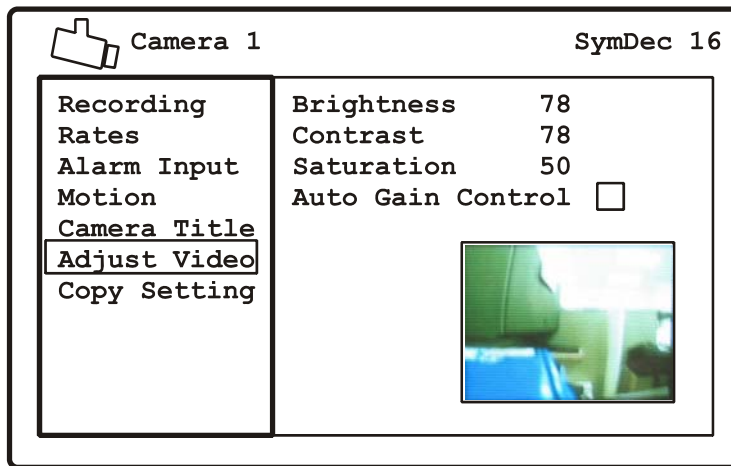 Camera 1
SymDec 16
Recording
Rates
Alarm Input
Motion
Camera Title
Adjust Video
Copy Setting
Brightness 78
Contrast 78
Saturation 50
Auto Gain Control